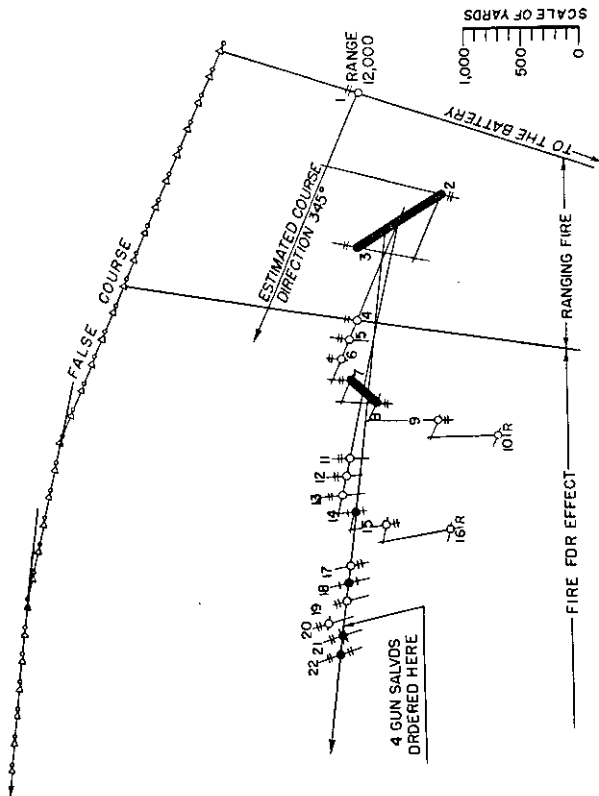 SCALE OF YARDS
1,000
500
0
1
RANGE
12,000
TO THE BATTERY
FALSE COURSE
ESTIMATED COURSE
DIRECTION 345°
2
3
4
5
6
7
8
9
101R
11
12
13
14
15
161R
17
18
19
20
21
22
4 GUN SALVOS
ORDERED HERE
RANGING FIRE
FIRE FOR EFFECT